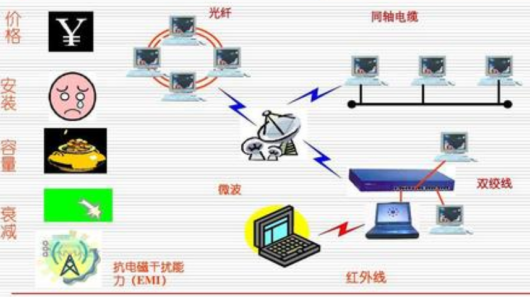 价格
¥
光纤
同轴电缆
安装
容量
微波
双绞线
衰减
抗电磁干扰能
力（EMI）
红外线